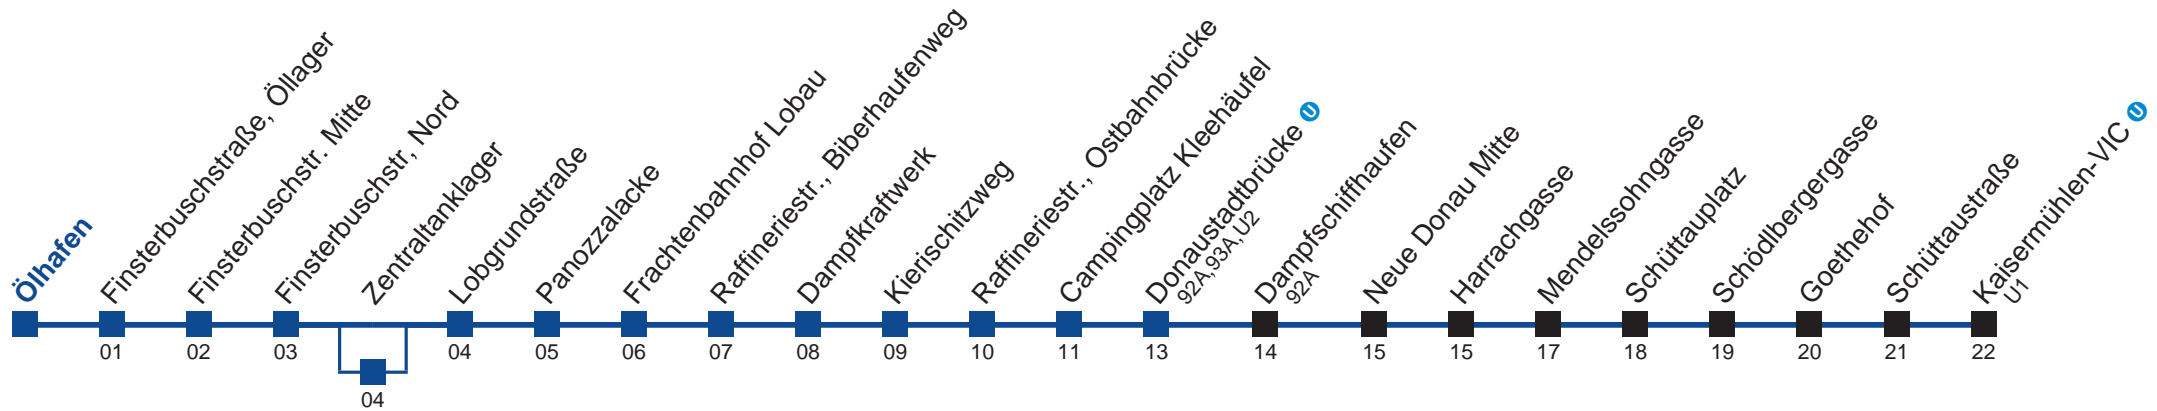 Ölhafen
Finsterbuschstraße, Öllager
Finsterbuschstr. Mitte
Finsterbuschstr, Nord
Zentraltanklager
Lobgrundstraße
Panozzalacke
Frachtenbahnhof Lobau
Raffineriestr., Biberhaufenweg
Dampfkraftwerk
Kierischitzweg
Raffineriestr., Ostbahnbrücke
Campingplatz Kleehäufel
Donaustadtbrücke U
92A,93A,U2
Dampfschiffhaufen
92A
Neue Donau Mitte
Harrachgasse
Mendelssohngasse
Schüttauplatz
Schödlbergergasse
Goethehof
Schüttaustraße
Kaisermühlen-VIC U
U1
01 02 03 04 05 06 07 08 09 10 11 13 14 15 15 17 18 19 20 21 22
04